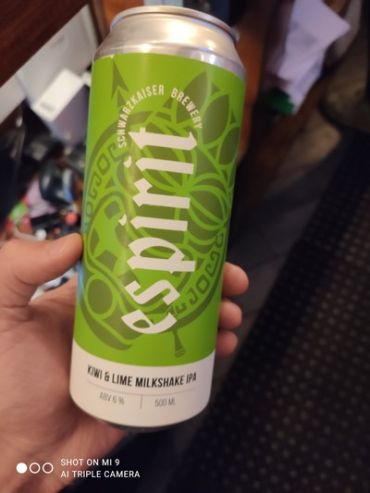 SCHWARZKAISER BREWERY
espirit
KIWI & LIME MILKSHAKE IPA
ABV 6 %
500 ML
SHOT ON MI 9
AI TRIPLE CAMERA